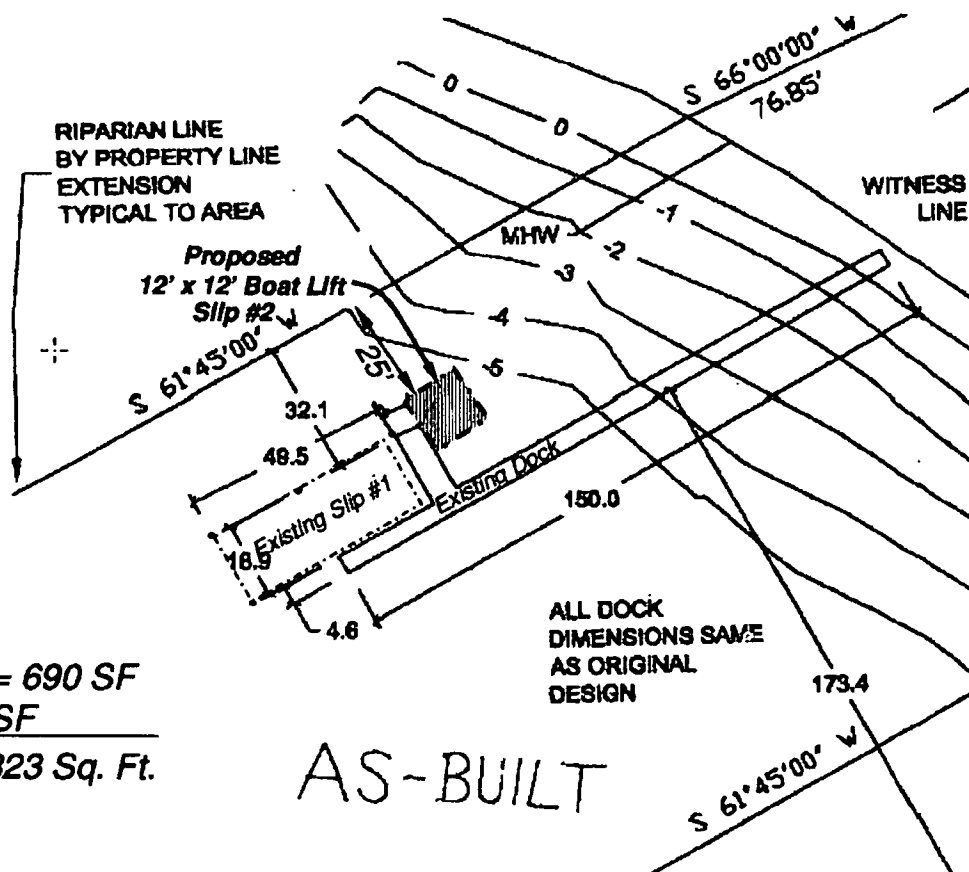 S 66°00'00" W
76.85'
0
0
-1
-2
-3
-4
-5
RIPARIAN LINE
BY PROPERTY LINE
EXTENSION
TYPICAL TO AREA
WITNESS
LINE
MHW
Proposed
12' x 12' Boat Lift
Slip #2
S 61°45'00" W
25'
32.1
Existing Slip #1
18.9
4.6
Existing Dock
150.0
ALL DOCK
DIMENSIONS SAME
AS ORIGINAL
DESIGN
173.4
S 61°45'00" W
= 690 SF
SF
323 Sq. Ft.
AS-BUILT